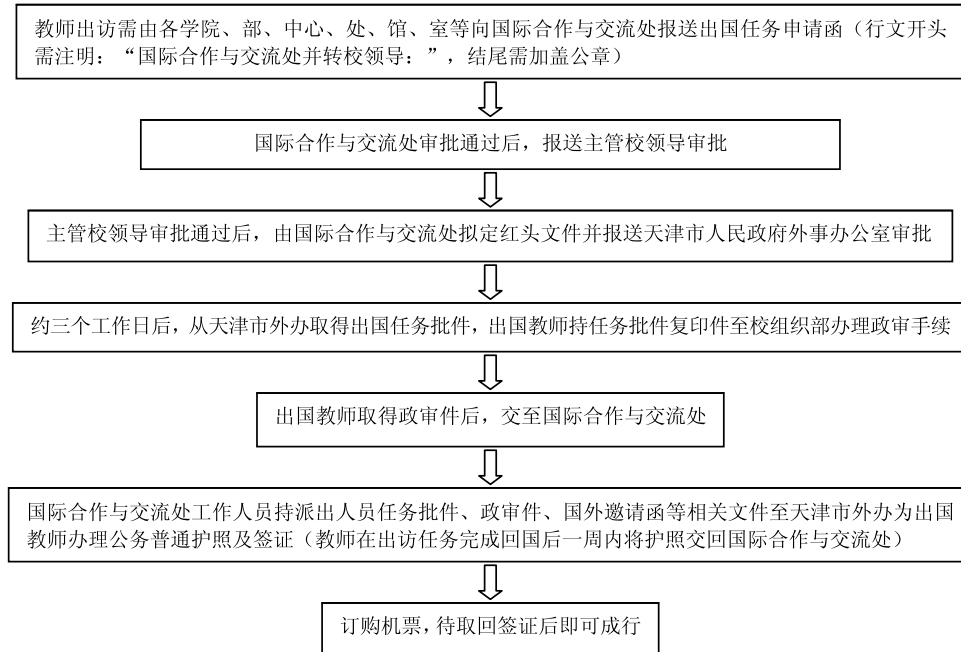 教师出访需由各学院、部、中心、处、馆、室等向国际合作与交流处报送出国任务申请函（行文开头
需注明：“国际合作与交流处并转校领导：”，结尾需加盖公章）
国际合作与交流处审批通过后，报送主管校领导审批
主管校领导审批通过后，由国际合作与交流处拟定红头文件并报送天津市人民政府外事办公室审批
约三个工作日后，从天津市外办取得出国任务批件，出国教师持任务批件复印件至校组织部办理政审手续
出国教师取得政审件后，交至国际合作与交流处
国际合作与交流处工作人员持派出人员任务批件、政审件、国外邀请函等相关文件至天津市外办为出国
教师办理公务普通护照及签证（教师在出访任务完成回国后一周内将护照交回国际合作与交流处）
订购机票，待取回签证后即可成行